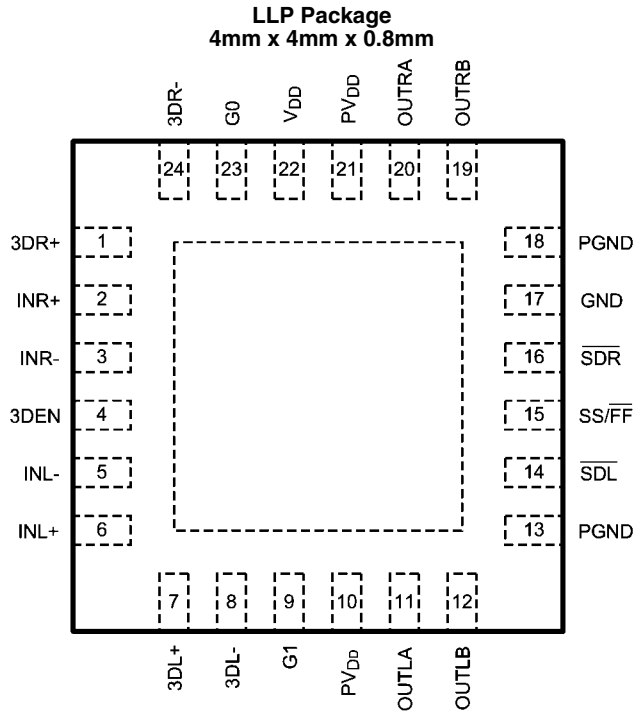 LLP Package
4mm x 4mm x 0.8mm
3DR-
G0
VDD
PVDD
OUTRA
OUTRB
24
23
22
21
20
19
3DR+
1
18
PGND
INR+
2
17
GND
INR-
3
16
SDR
3DEN
4
15
SS/FF
INL-
5
14
SDL
INL+
6
13
PGND
7
8
9
10
11
12
3DL+
3DL-
G1
PVDD
OUTLA
OUTLB